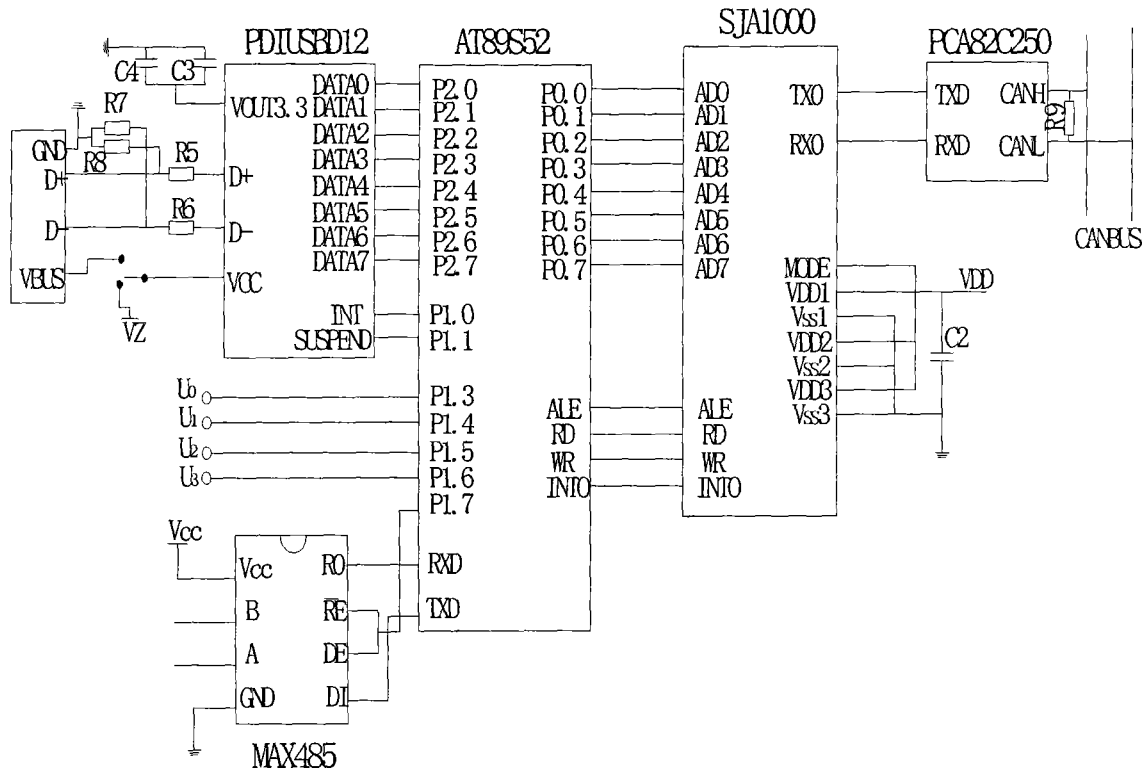 PDIUSBD12
AT89S52
SJA1000
PCA82C250
C4
C3
VOUT3.3
DATA0
DATA1
DATA2
DATA3
DATA4
DATA5
DATA6
DATA7
INT
SUSPEND
D+
D-
VCC
R7
R8
R5
R6
GND
D+
D-
VBUS
VZ
P2.0
P2.1
P2.2
P2.3
P2.4
P2.5
P2.6
P2.7
P1.0
P1.1
P1.3
P1.4
P1.5
P1.6
P1.7
RXD
TXD
U0
U1
U2
U3
P0.0
P0.1
P0.2
P0.3
P0.4
P0.5
P0.6
P0.7
ALE
RD
WR
INT0
AD0
AD1
AD2
AD3
AD4
AD5
AD6
AD7
ALE
RD
WR
INT0
TX0
RX0
MODE
VDD1
Vss1
VDD2
Vss2
VDD3
Vss3
VDD
C2
TXD
RXD
CANH
CANL
R9
CANBUS
Vcc
Vcc
B
A
GND
RO
RE
DE
DI
MAX485